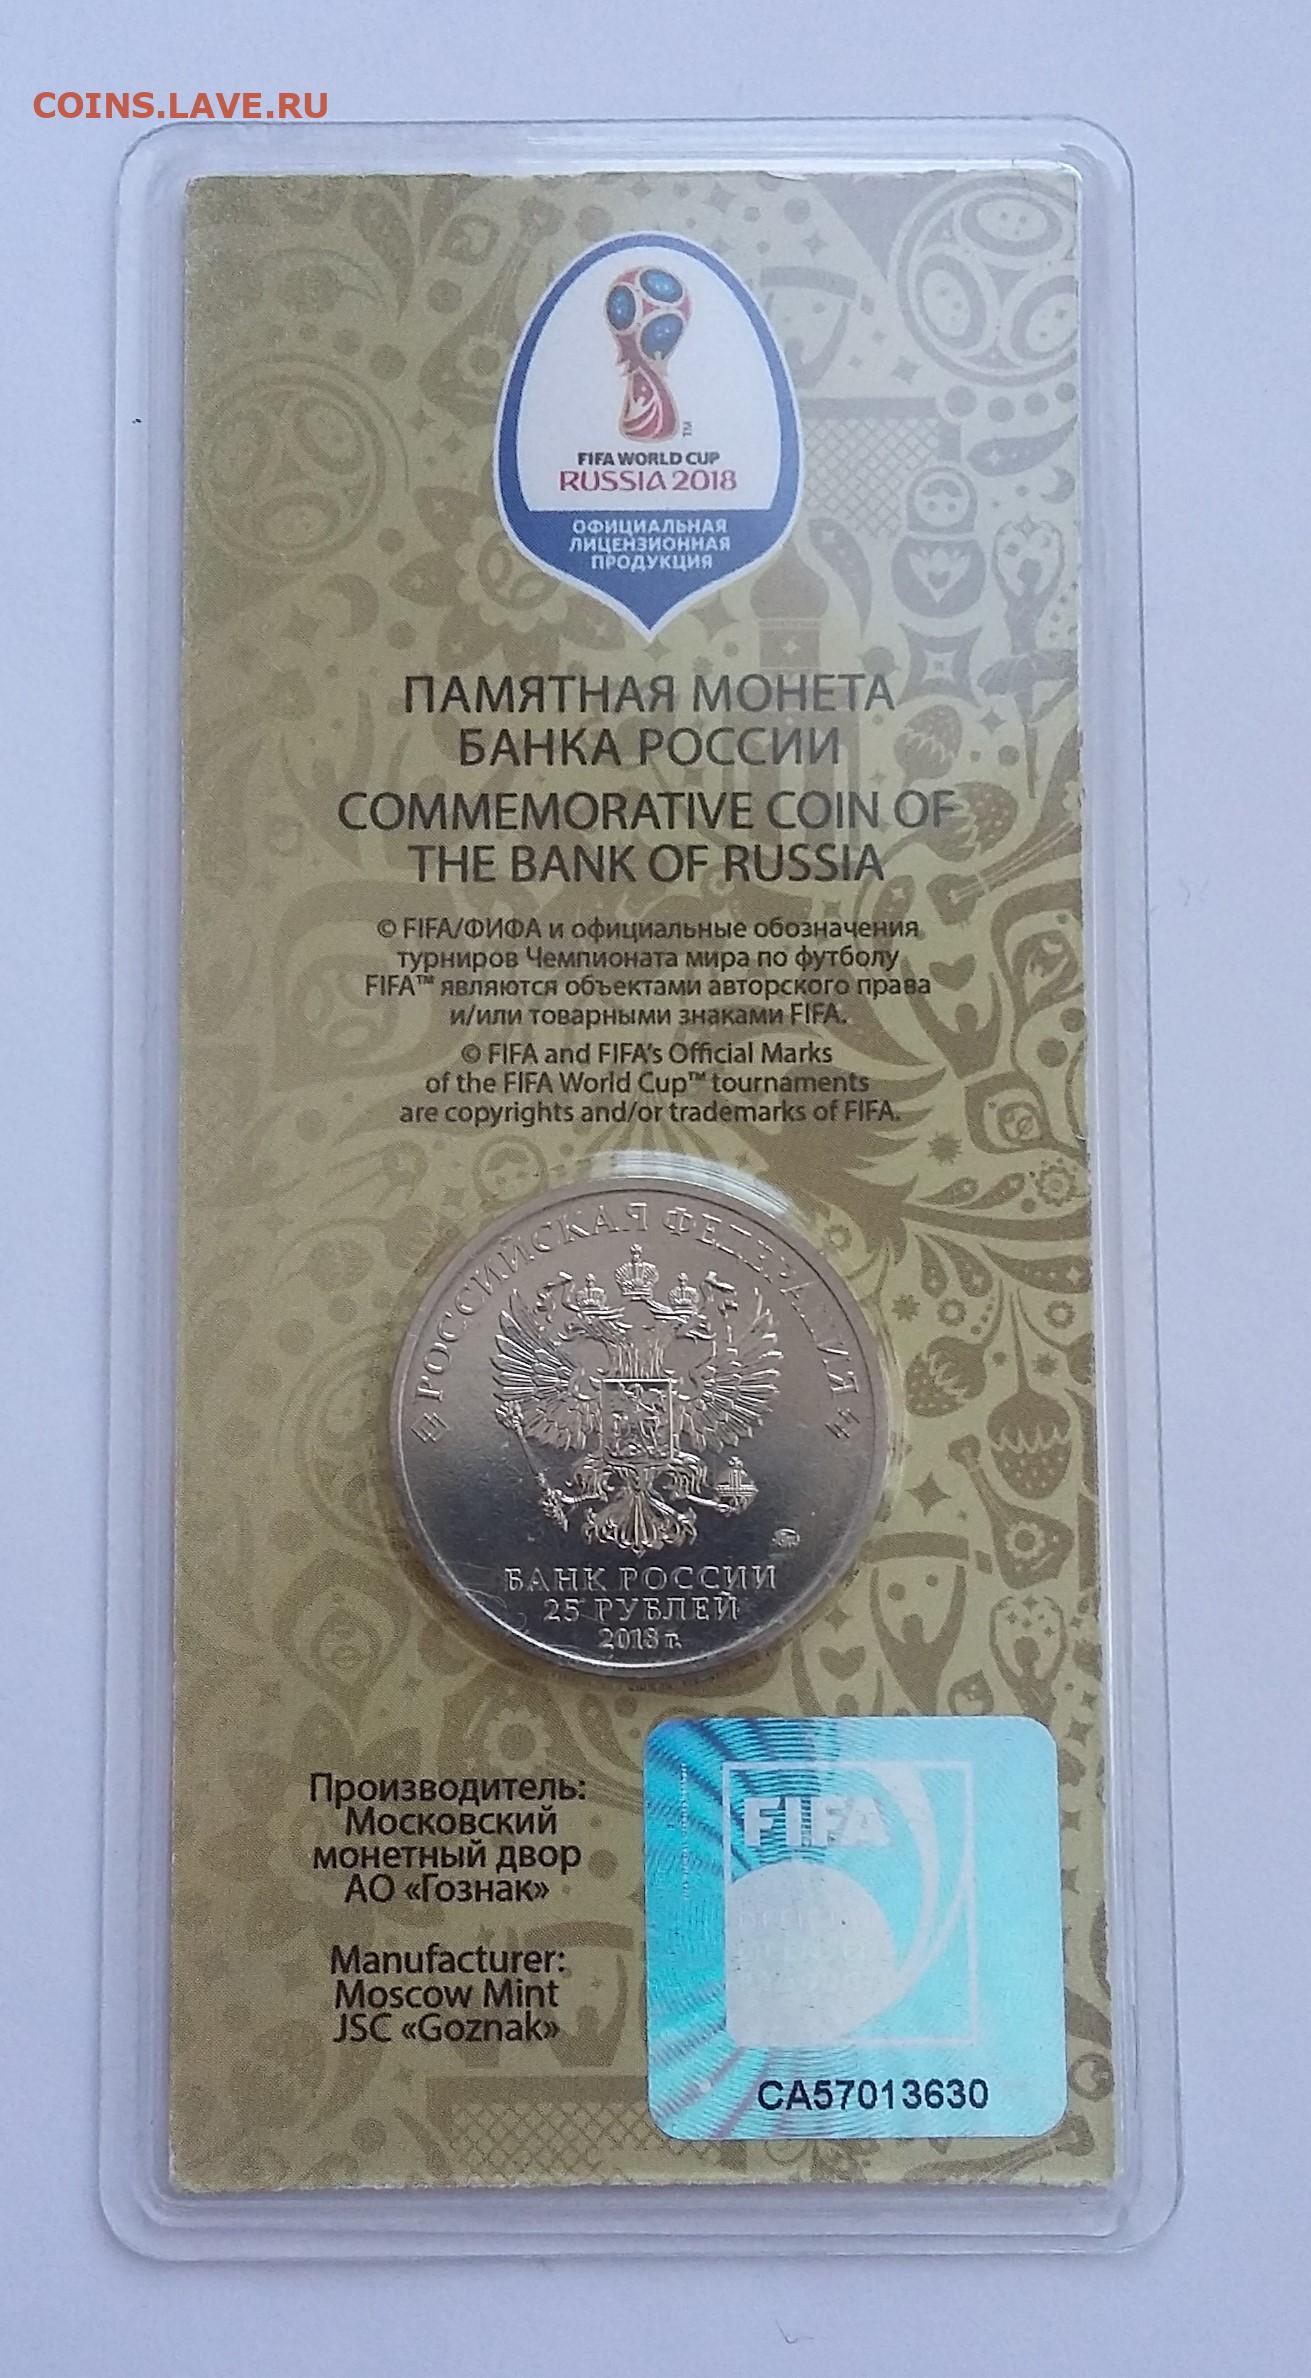 COINS.LAVE.RU
TM
FIFA WORLD CUP
RUSSIA 2018
ОФИЦИАЛЬНАЯ
ЛИЦЕНЗИОННАЯ
ПРОДУКЦИЯ
ПАМЯТНАЯ МОНЕТА
БАНКА РОССИИ
COMMEMORATIVE COIN OF
THE BANK OF RUSSIA
© FIFA/ФИФА и официальные обозначения
турниров Чемпионата мира по футболу
FIFA™ являются объектами авторского права
и/или товарными знаками FIFA.
© FIFA and FIFA's Official Marks
of the FIFA World Cup™ tournaments
are copyrights and/or trademarks of FIFA.
РОССИЙСКАЯ ФЕДЕРАЦИЯ
БАНК РОССИИ
25 РУБЛЕЙ
2018 г.
Производитель:
Московский
монетный двор
АО «Гознак»
Manufacturer:
Moscow Mint
JSC «Goznak»
FIFA
CA57013630